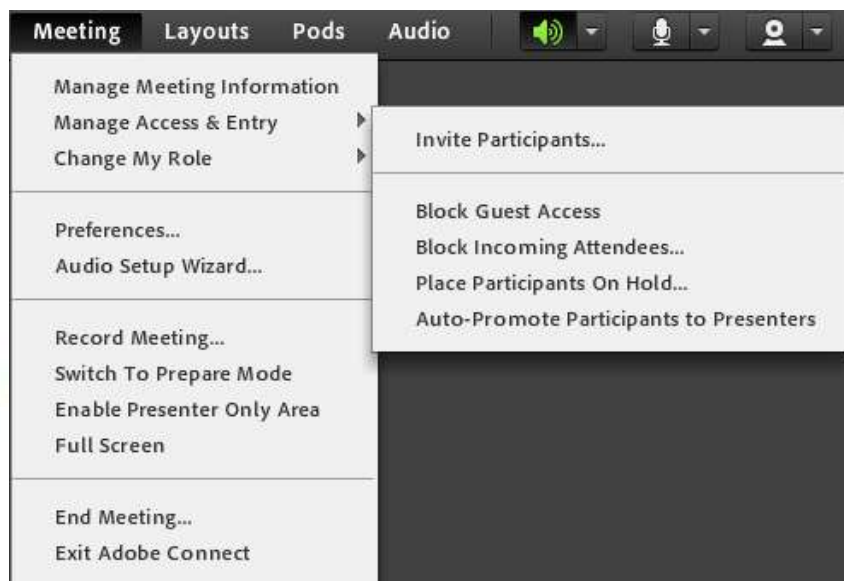 Meeting Layouts Pods Audio
Manage Meeting Information
Manage Access & Entry
Change My Role
Preferences...
Audio Setup Wizard...
Record Meeting...
Switch To Prepare Mode
Enable Presenter Only Area
Full Screen
End Meeting...
Exit Adobe Connect
Invite Participants...
Block Guest Access
Block Incoming Attendees...
Place Participants On Hold...
Auto-Promote Participants to Presenters